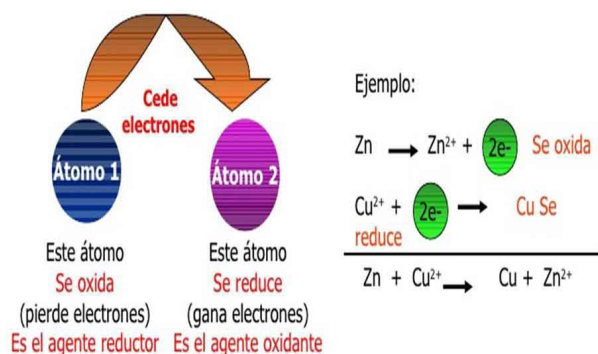 Cede
electrones
Átomo 1
Átomo 2
Este átomo
Se oxida
(pierde electrones)
Es el agente reductor
Este átomo
Se reduce
(gana electrones)
Es el agente oxidante
Ejemplo:
Zn → Zn²⁺ + 2e- Se oxida
Cu²⁺ + 2e- → Cu Se
reduce
Zn + Cu²⁺ → Cu + Zn²⁺